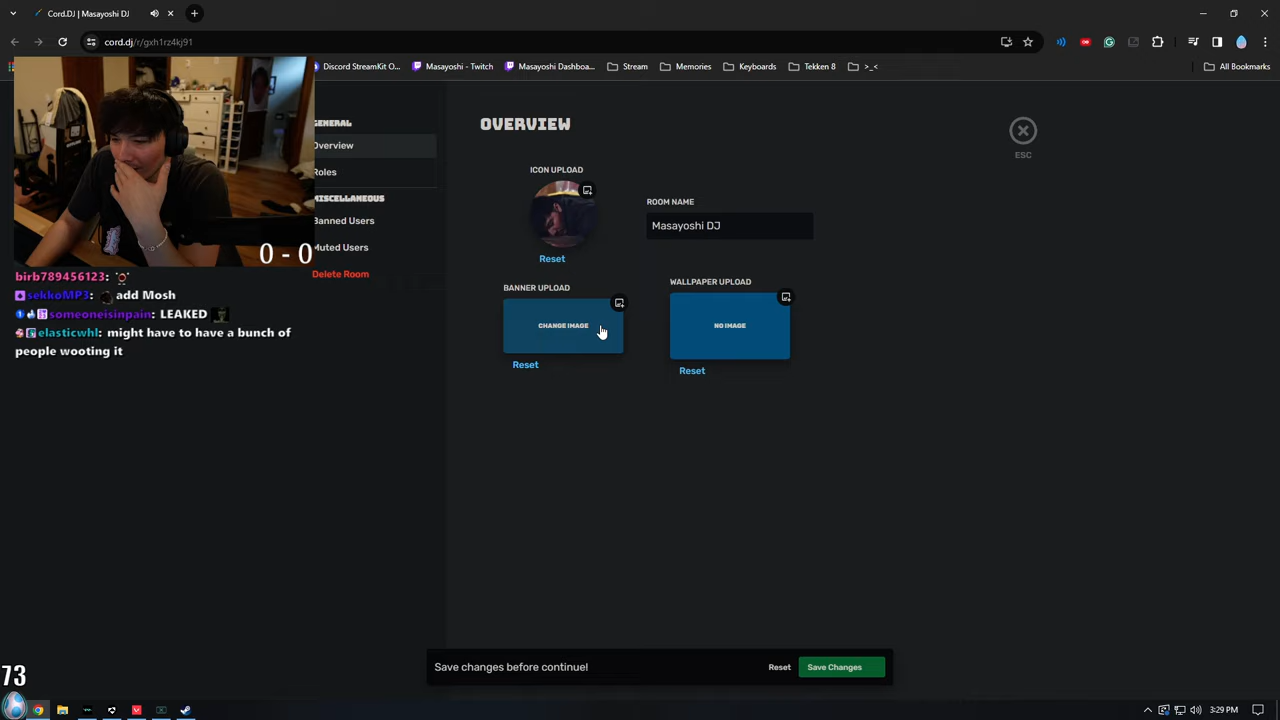 Cord.DJ | Masayoshi DJ
cord.dj/r/gxh1rz4kj91
Discord StreamKit O...
Masayoshi - Twitch
Masayoshi Dashboa...
Stream
Memories
Keyboards
Tekken 8
>_<
All Bookmarks
GENERAL
Overview
Roles
MISCELLANEOUS
Banned Users
Muted Users
Delete Room
OVERVIEW
ESC
ICON UPLOAD
Reset
ROOM NAME
Masayoshi DJ
BANNER UPLOAD
CHANGE IMAGE
Reset
WALLPAPER UPLOAD
NO IMAGE
Reset
0 - 0
birb789456123:
sekkoMP3: add Mosh
someoneisinpain: LEAKED
elasticwhl: might have to have a bunch of
people wooting it
Save changes before continue!
Reset
Save Changes
73
3:29 PM